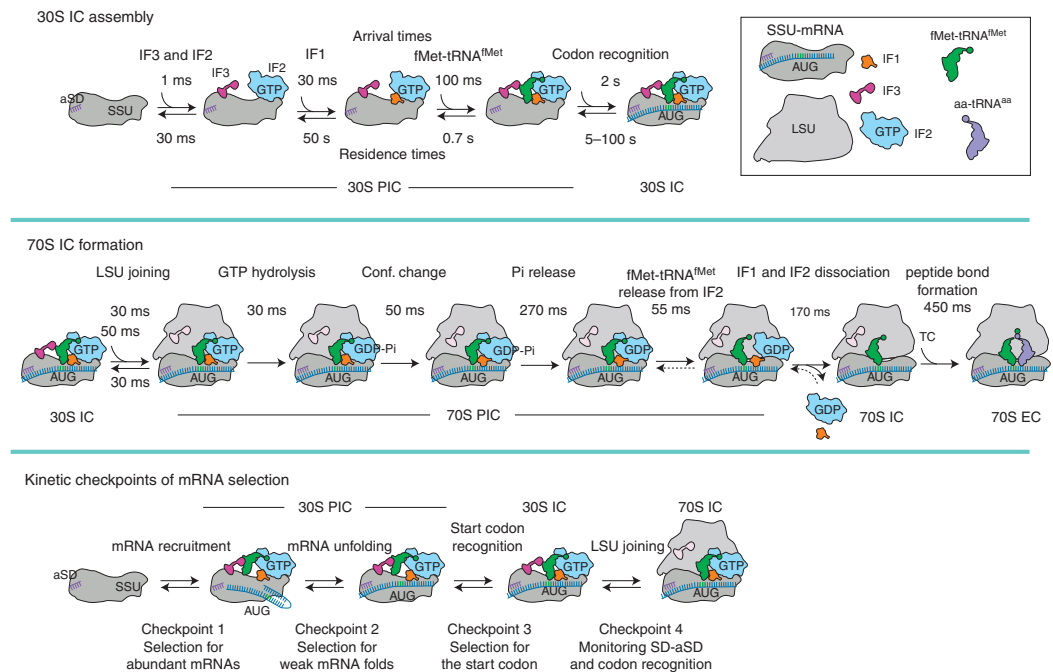 30S IC assembly
Arrival times
IF3 and IF2
IF1
fMet-tRNAfMet
Codon recognition
1 ms
30 ms
100 ms
2 s
IF3
IF2
GTP
GTP
GTP
GTP
aSD
SSU
AUG
30 ms
50 s
0.7 s
5–100 s
Residence times
30S PIC
30S IC
SSU-mRNA
fMet-tRNAfMet
AUG
IF1
IF3
aa-tRNAaa
LSU
GTP
IF2
70S IC formation
LSU joining
GTP hydrolysis
Conf. change
Pi release
fMet-tRNAfMet
release from IF2
IF1 and IF2 dissociation
peptide bond
formation
30 ms
50 ms
30 ms
50 ms
270 ms
55 ms
170 ms
450 ms
TC
GTP
GTP
GDP-Pi
GDP-Pi
GDP
GDP
AUG
AUG
AUG
AUG
AUG
AUG
AUG
AUG
30 ms
GDP
30S IC
70S PIC
70S IC
70S EC
Kinetic checkpoints of mRNA selection
30S PIC
30S IC
70S IC
Start codon
recognition
mRNA recruitment
mRNA unfolding
LSU joining
aSD
SSU
GTP
GTP
GTP
GTP
AUG
AUG
AUG
AUG
Checkpoint 1
Selection for
abundant mRNAs
Checkpoint 2
Selection for
weak mRNA folds
Checkpoint 3
Selection for
the start codon
Checkpoint 4
Monitoring SD-aSD
and codon recognition